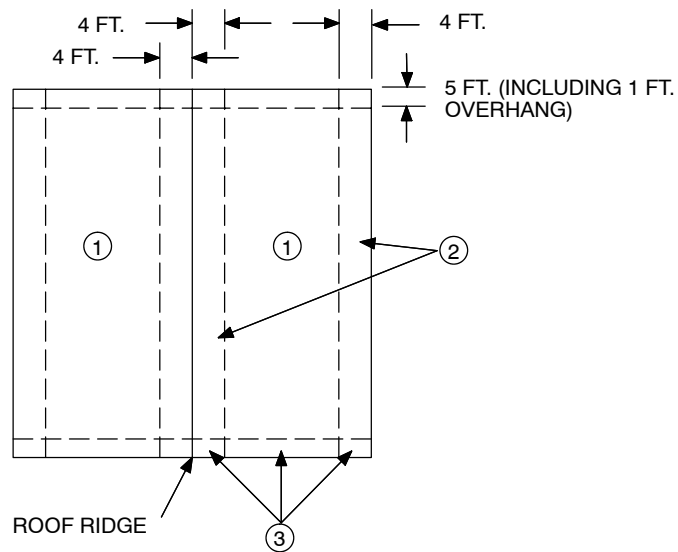 4 FT.
4 FT.
4 FT.
5 FT. (INCLUDING 1 FT.
OVERHANG)
1
1
2
ROOF RIDGE
3